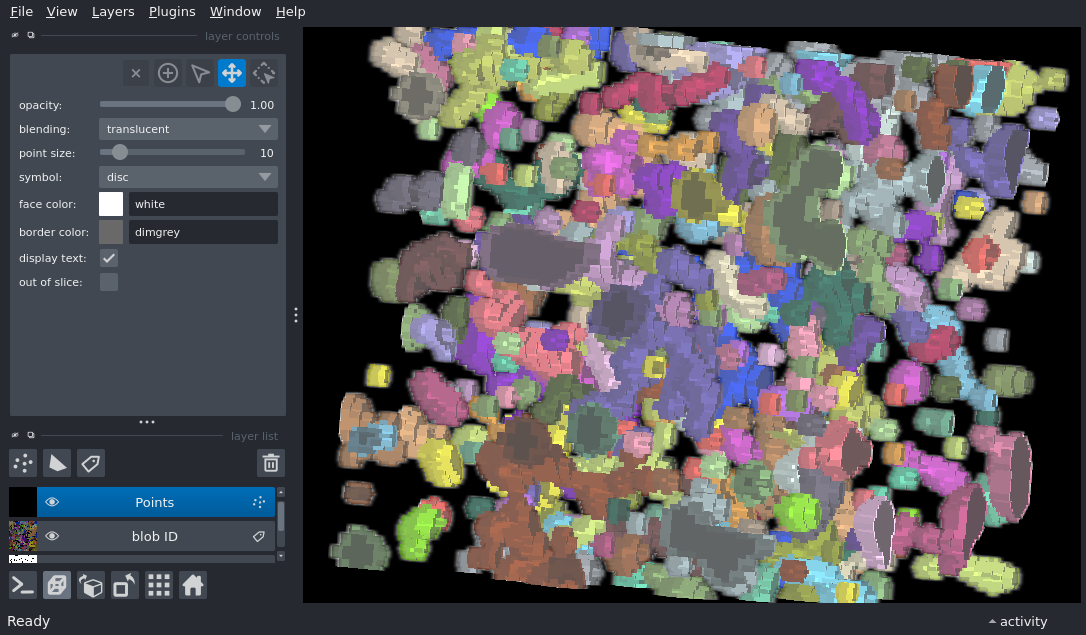 File View Layers Plugins Window Help
layer controls
opacity: 1.00
blending: translucent
point size: 10
symbol: disc
face color: white
border color: dimgrey
display text:
out of slice:
layer list
Points
blob ID
Ready
activity